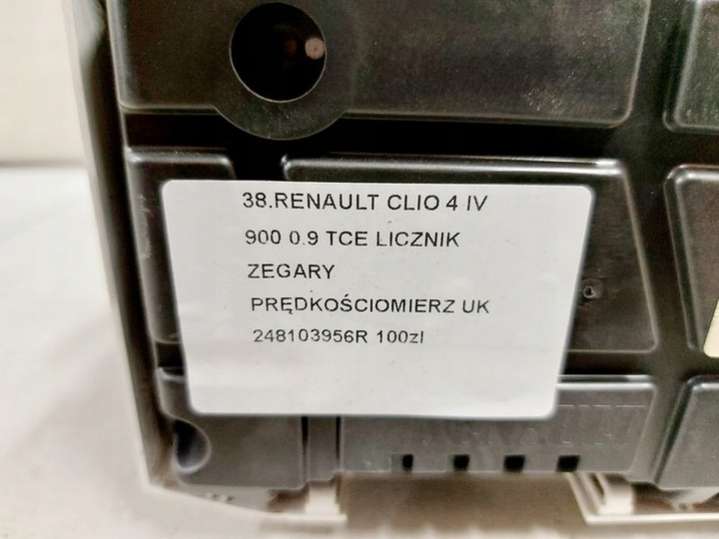 38.RENAULT CLIO 4 IV
900 0.9 TCE LICZNIK
ZEGARY
PRĘDKOŚCIOMIERZ UK
248103956R 100zl